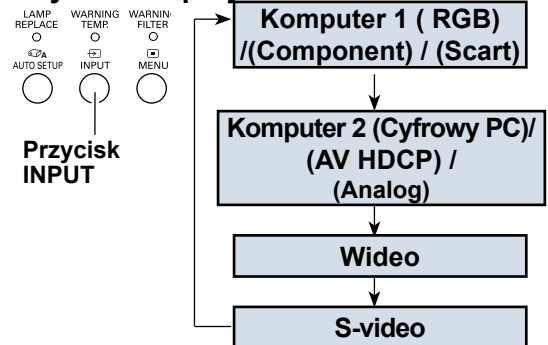 LAMP REPLACE
WARNING TEMP.
WARNIN FILTER
AUTO SETUP
INPUT
MENU
Przycisk
INPUT
Komputer 1 ( RGB)
/(Component) / (Scart)
Komputer 2 (Cyfrowy PC)/
(AV HDCP) /
(Analog)
Wideo
S-video